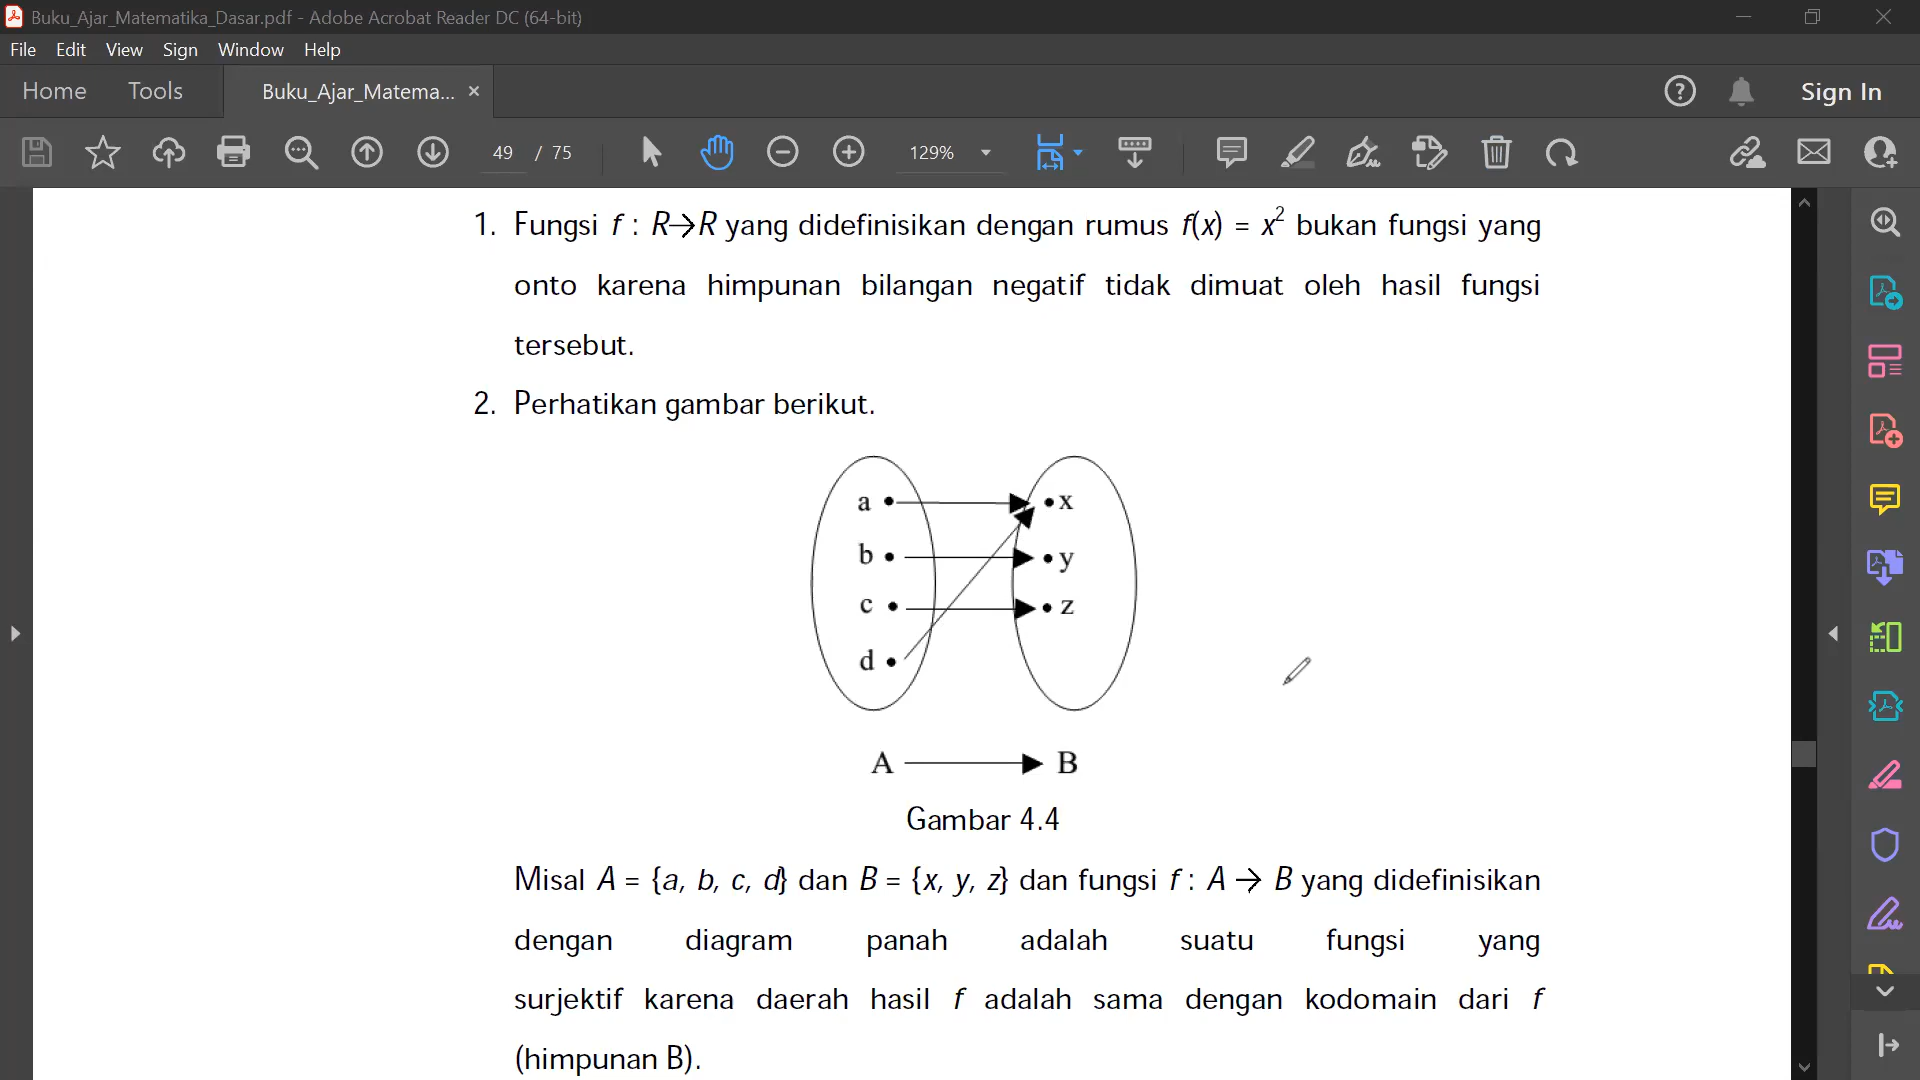 Buku_Ajar_Matematika_Dasar.pdf - Adobe Acrobat Reader DC (64-bit)
File Edit View Sign Window Help
Home Tools Buku_Ajar_Matema... × Sign In
49 / 75 129%
1. Fungsi f : R→R yang didefinisikan dengan rumus f(x) = x² bukan fungsi yang
onto karena himpunan bilangan negatif tidak dimuat oleh hasil fungsi
tersebut.
2. Perhatikan gambar berikut.
a • • x
b • • y
c • • z
d •
A → B
Gambar 4.4
Misal A = {a, b, c, d} dan B = {x, y, z} dan fungsi f : A → B yang didefinisikan
dengan diagram panah adalah suatu fungsi yang
surjektif karena daerah hasil f adalah sama dengan kodomain dari f
(himpunan B).